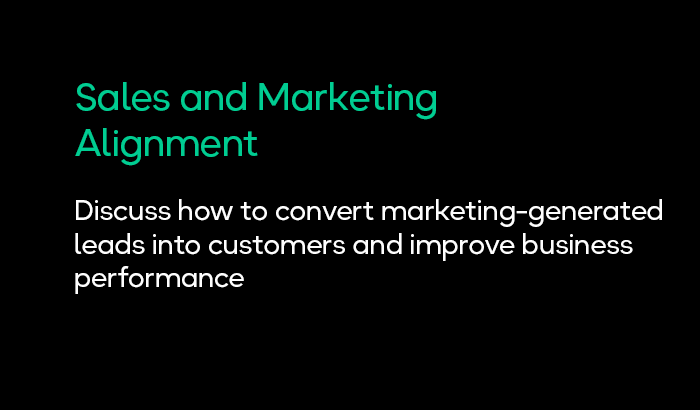 Sales and Marketing
Alignment
Discuss how to convert marketing-generated
leads into customers and improve business
performance